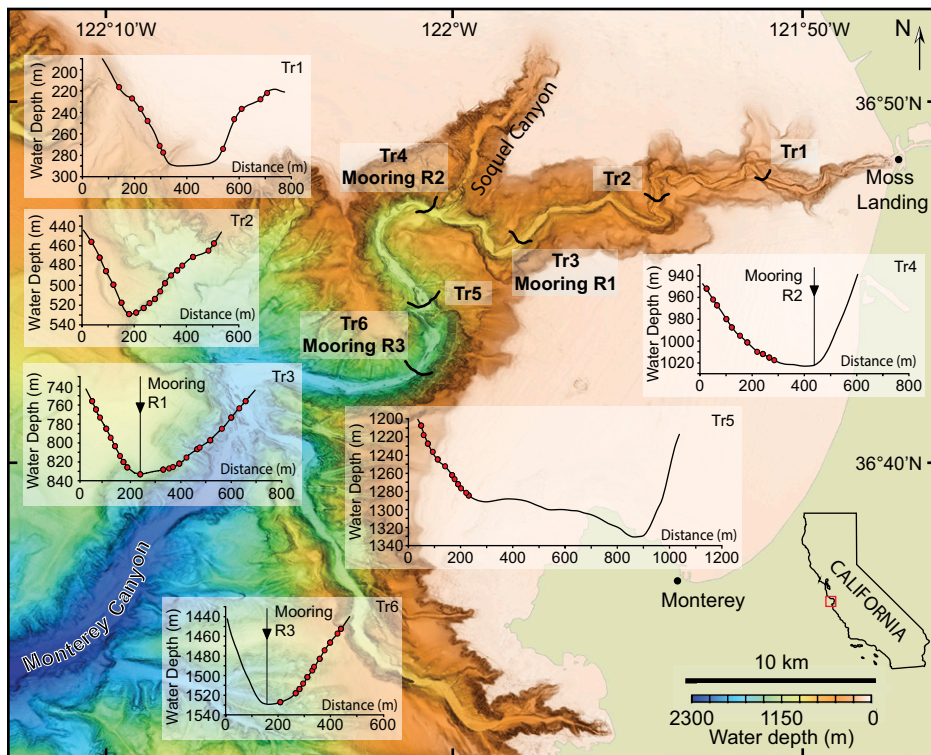 122°10'
122°
121°50'
N
36°50'
36°40'
Tr1
Water Depth (m)
200
220
240
260
280
300
0
200
400
600
800
Distance (m)
Tr2
Water Depth (m)
440
460
480
500
520
540
0
200
400
600
800
Distance (m)
Tr3
Mooring
R1
Water Depth (m)
740
760
780
800
820
840
0
200
400
600
800
Distance (m)
Tr4
Mooring
R2
Water Depth (m)
940
960
980
1000
1020
0
200
400
600
800
Distance (m)
Tr5
Water Depth (m)
1200
1220
1240
1260
1280
1300
1320
1340
0
200
400
600
800
1000
1200
Distance (m)
Tr6
Mooring
R3
Water Depth (m)
1440
1460
1480
1500
1520
1540
0
200
400
600
Distance (m)
Tr4
Mooring R2
Soquel Canyon
Tr2
Tr1
Moss
Landing
Tr3
Mooring R1
Tr5
Tr6
Mooring R3
Monterey Canyon
Monterey
CALIFORNIA
10 km
2300
1150
0
Water depth (m)